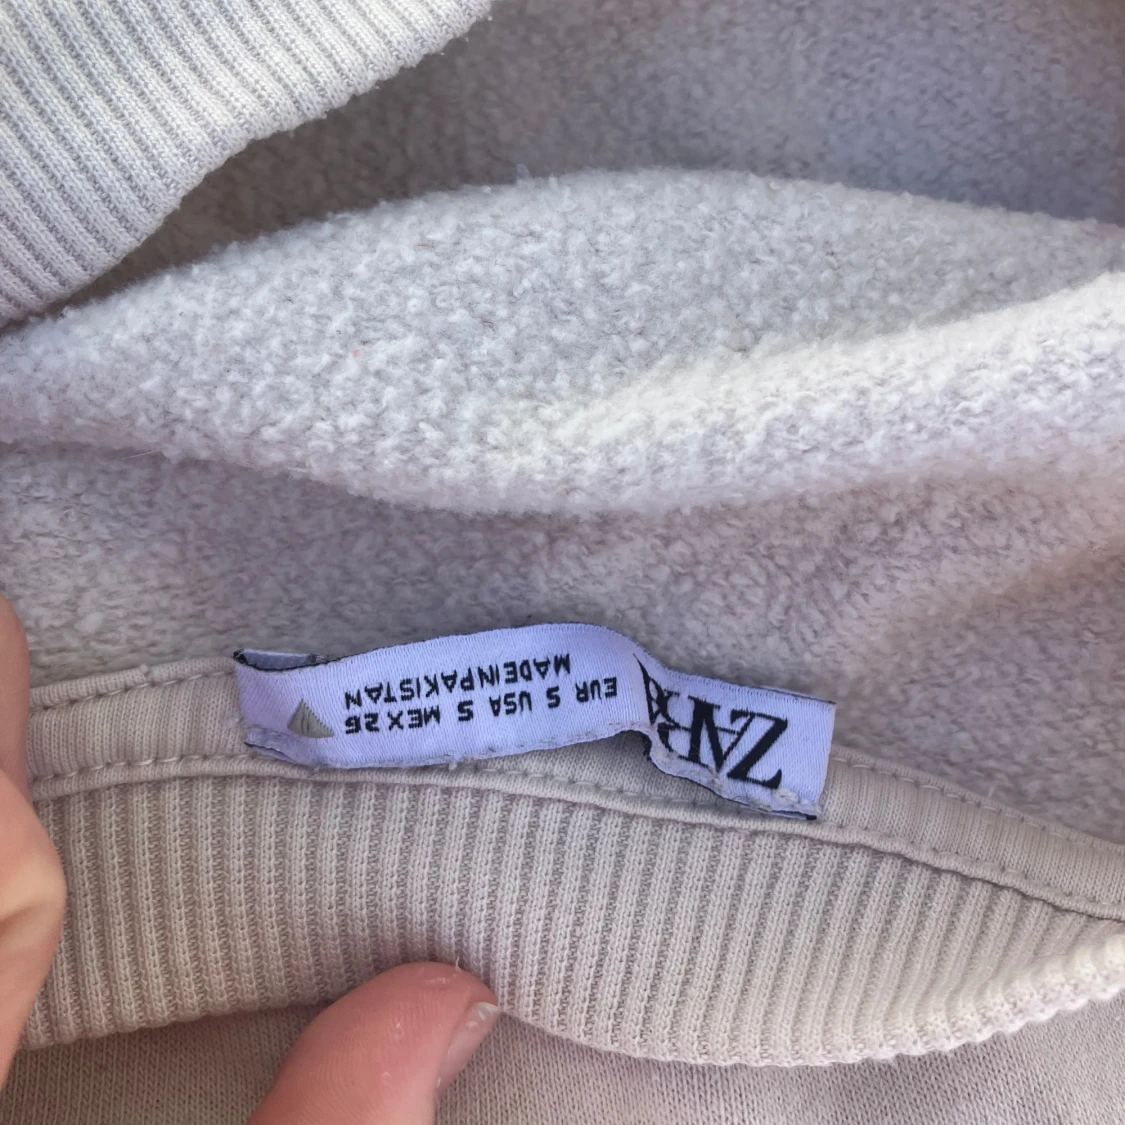 ZARA
EUR S USA S MEX 26
MADE IN PAKISTAN